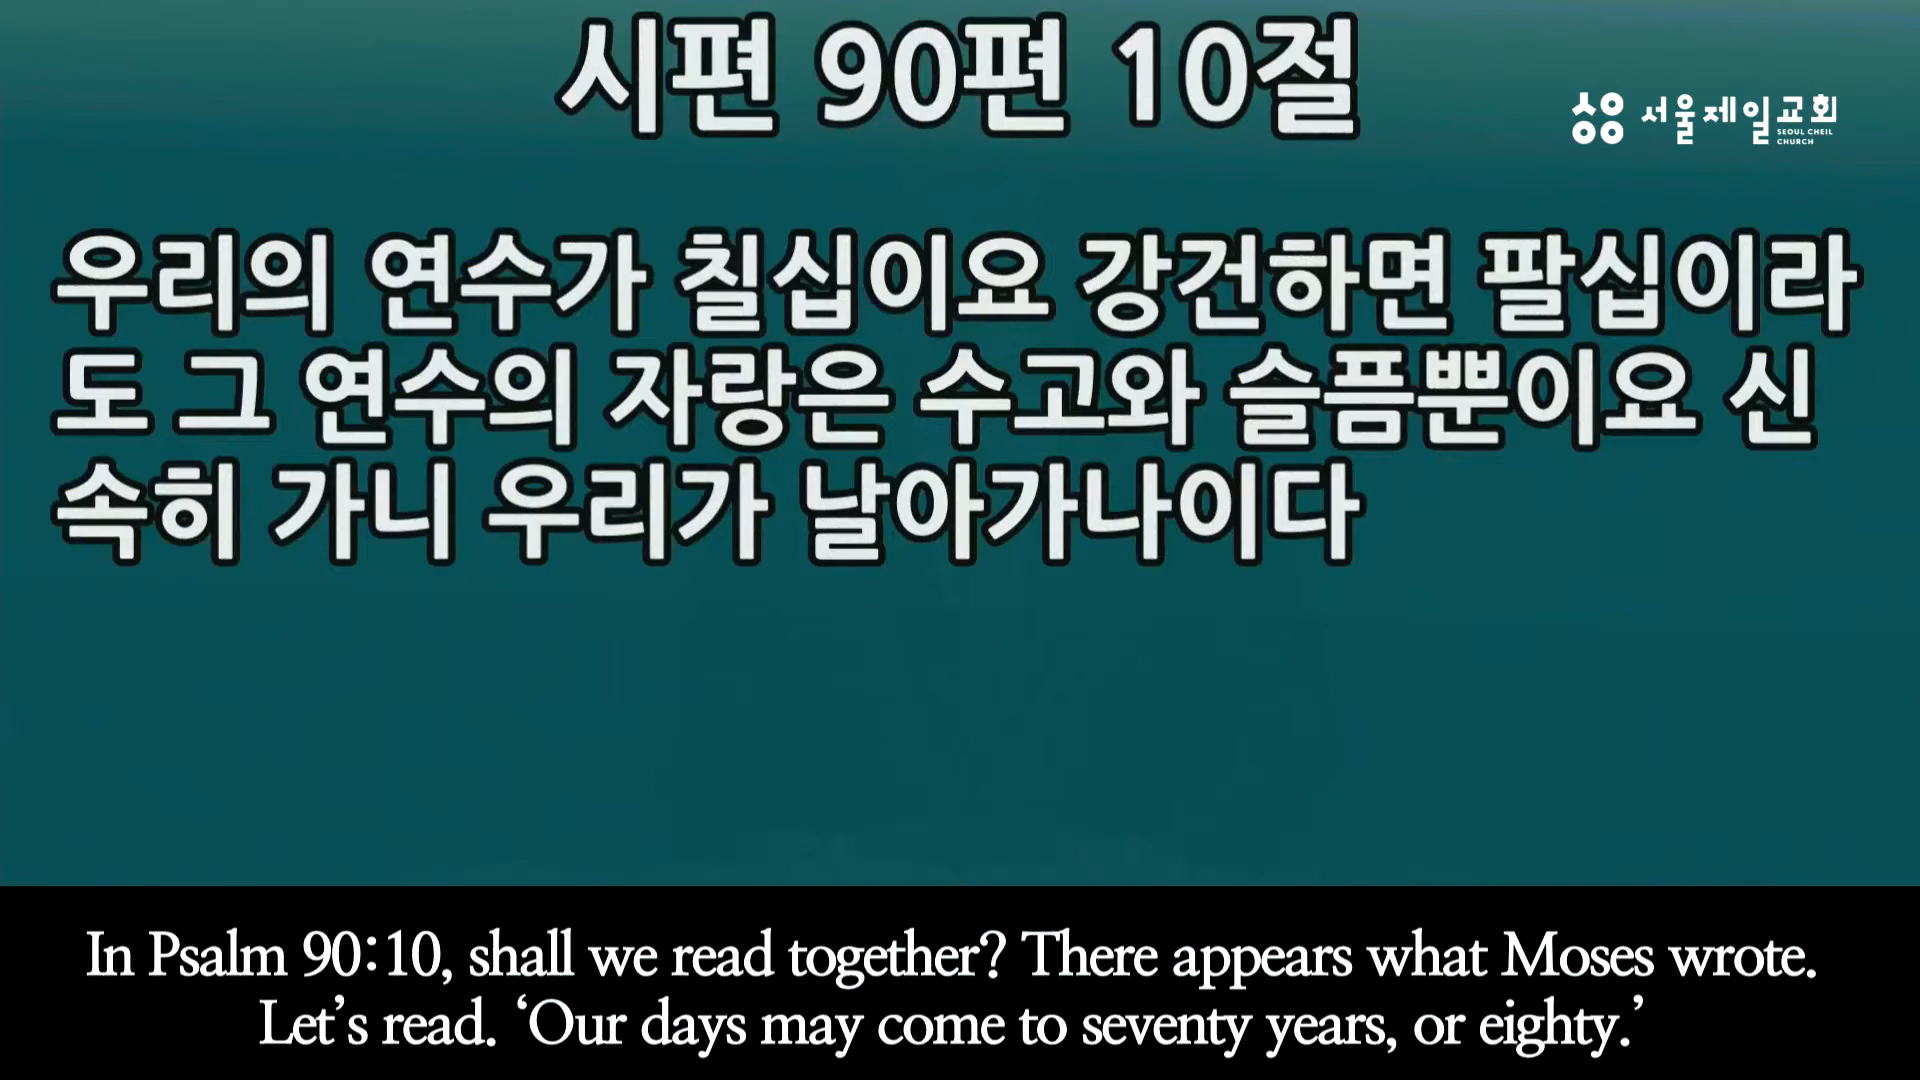 시편 90편 10절
서울제일교회
SEOUL CHEIL
CHURCH
우리의 연수가 칠십이요 강건하면 팔십이라
도 그 연수의 자랑은 수고와 슬픔뿐이요 신
속히 가니 우리가 날아가나이다
In Psalm 90:10, shall we read together? There appears what Moses wrote.
Let’s read. ‘Our days may come to seventy years, or eighty.’